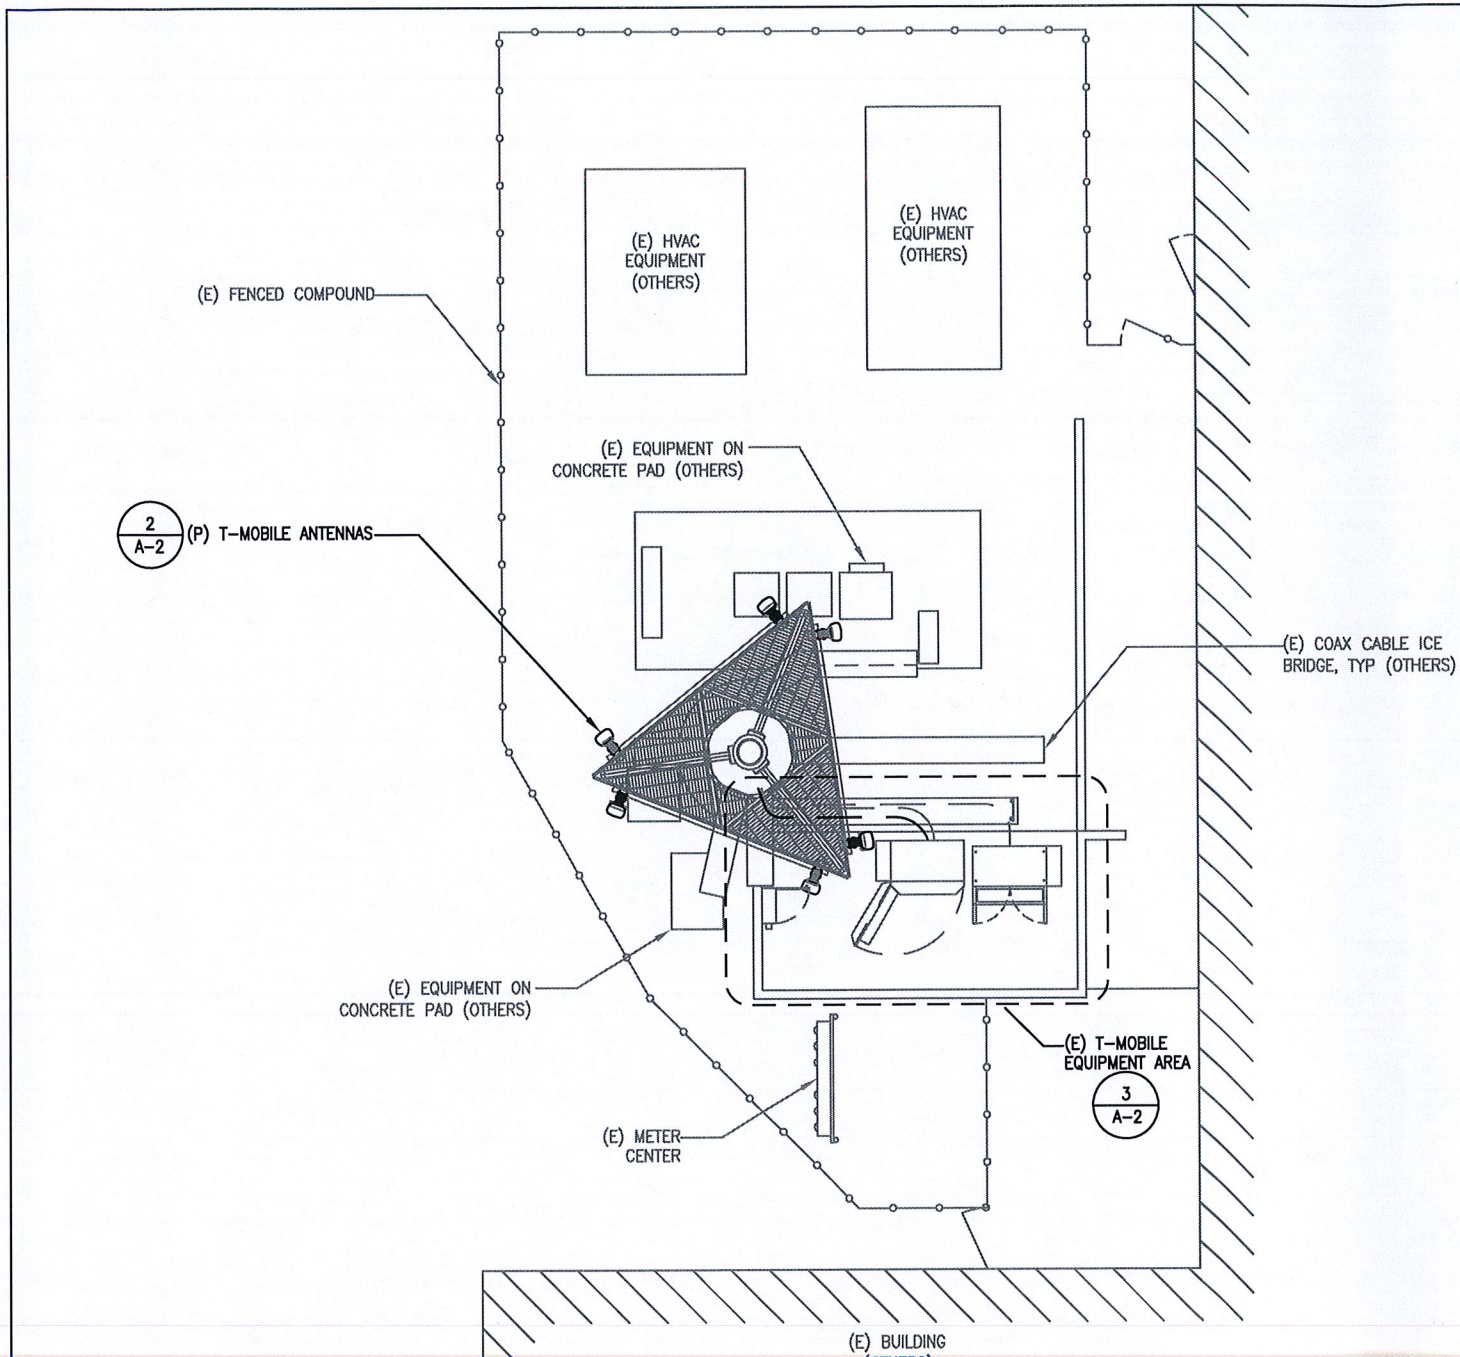 (E) HVAC
EQUIPMENT
(OTHERS)
(E) HVAC
EQUIPMENT
(OTHERS)
(E) FENCED COMPOUND
(E) EQUIPMENT ON
CONCRETE PAD (OTHERS)
2
A-2
(P) T-MOBILE ANTENNAS
(E) COAX CABLE ICE
BRIDGE, TYP (OTHERS)
(E) EQUIPMENT ON
CONCRETE PAD (OTHERS)
(E) T-MOBILE
EQUIPMENT AREA
3
A-2
(E) METER
CENTER
(E) BUILDING